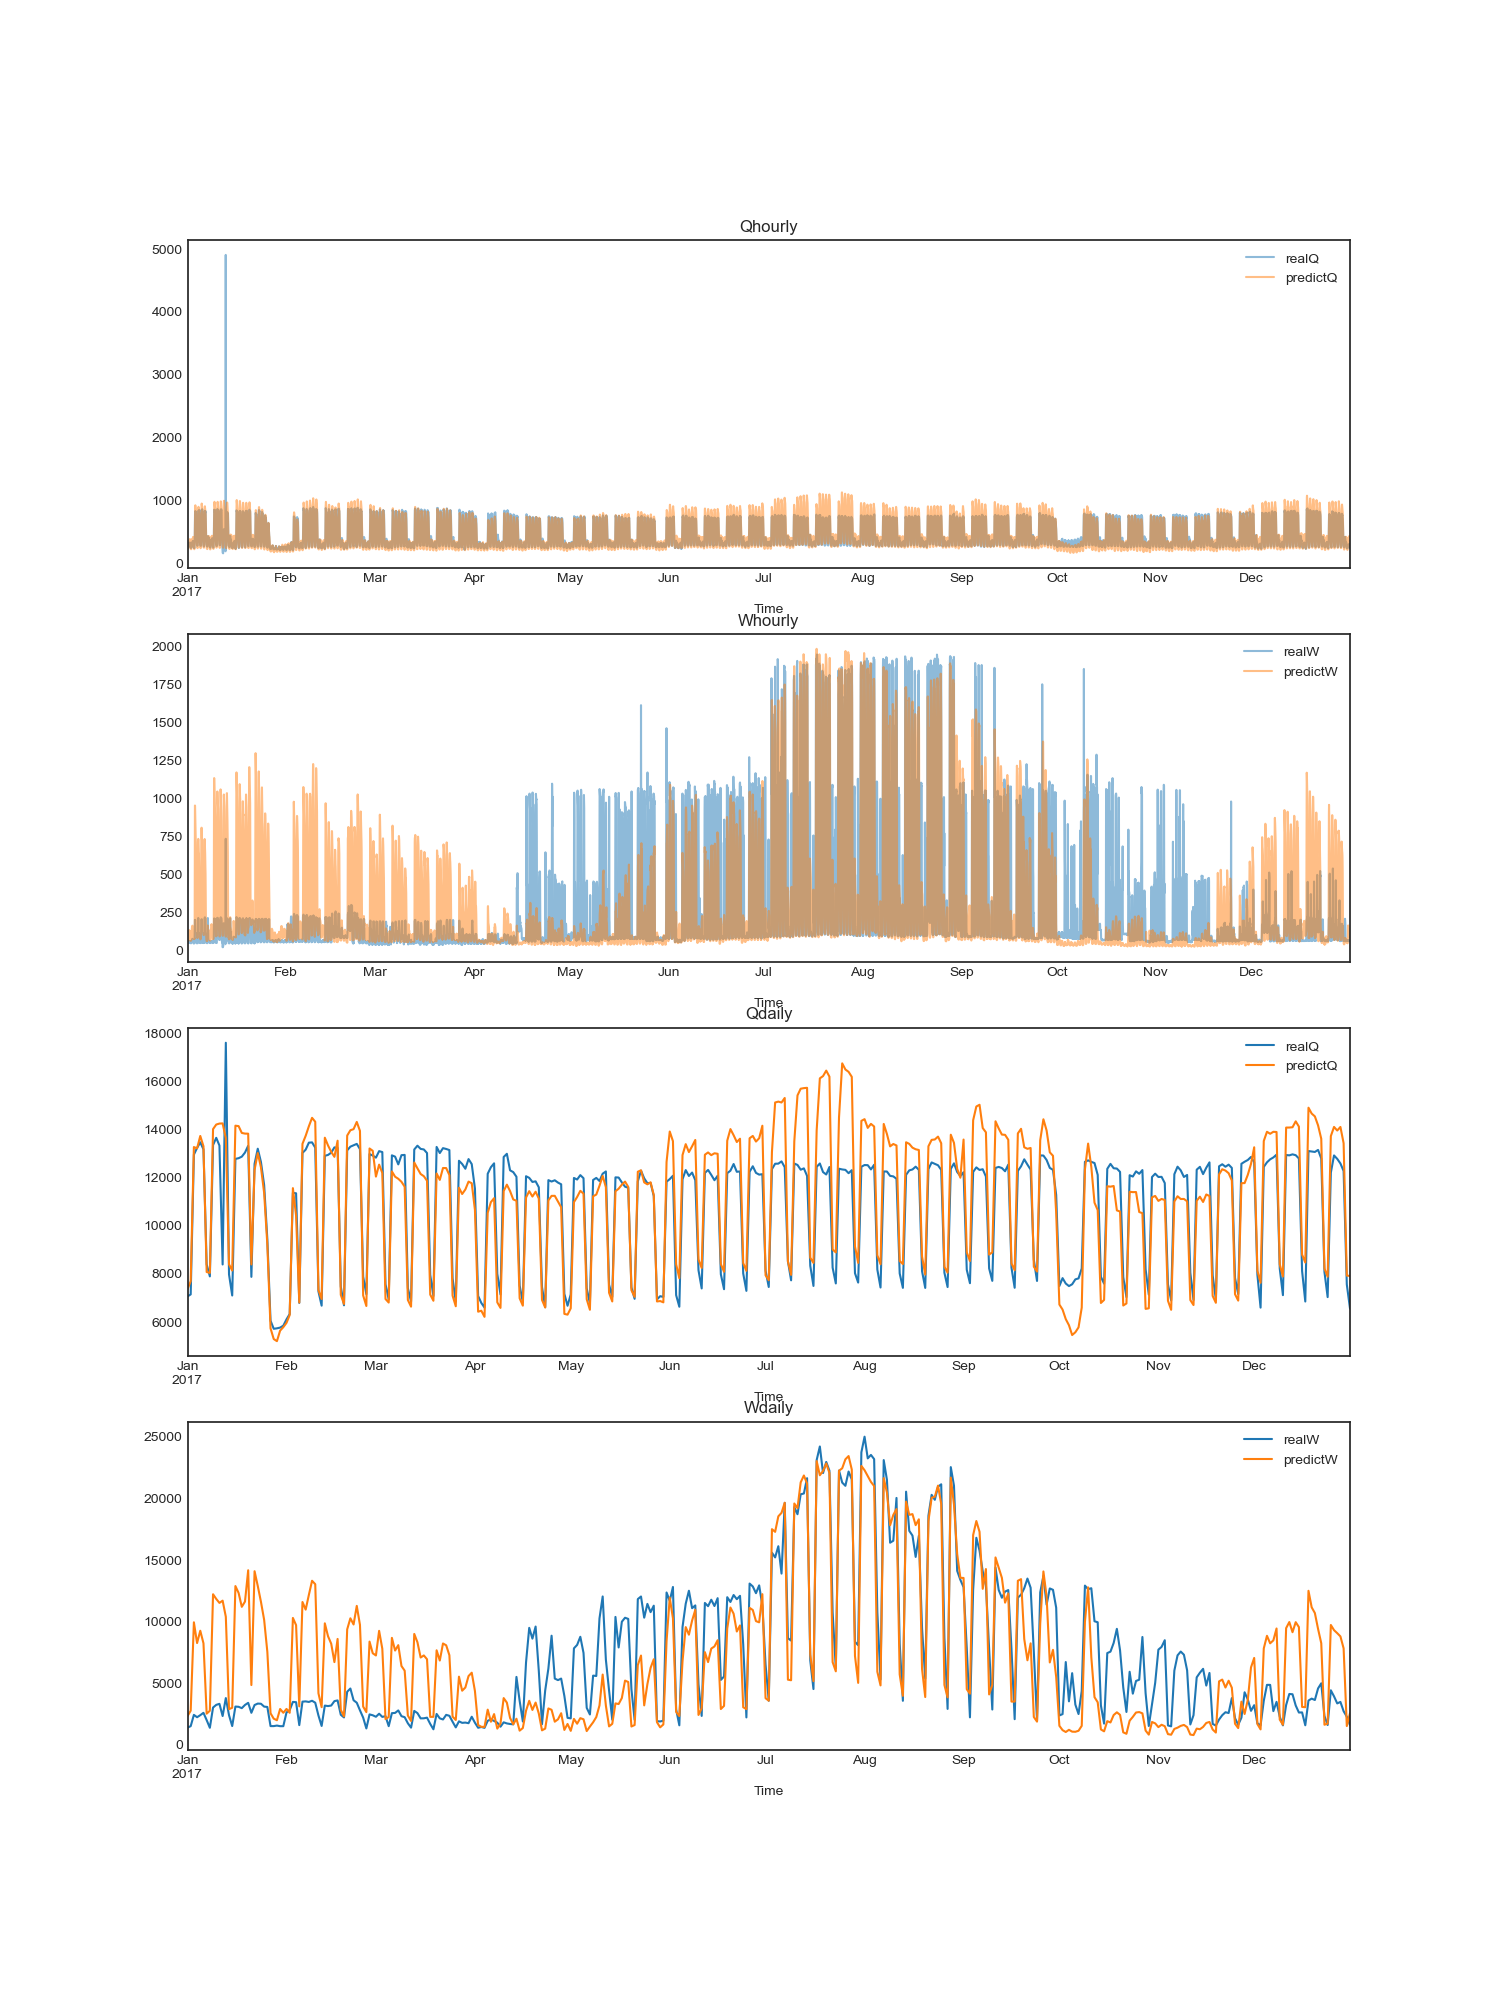 Qhourly
5000
4000
3000
2000
1000
0
realQ
predictQ
Jan Feb Mar Apr May Jun Jul Aug Sep Oct Nov Dec
2017
Time
Whourly
2000
1750
1500
1250
1000
750
500
250
0
realW
predictW
Jan Feb Mar Apr May Jun Jul Aug Sep Oct Nov Dec
2017
Time
Qdaily
18000
16000
14000
12000
10000
8000
6000
realQ
predictQ
Jan Feb Mar Apr May Jun Jul Aug Sep Oct Nov Dec
2017
Time
Wdaily
25000
20000
15000
10000
5000
0
realW
predictW
Jan Feb Mar Apr May Jun Jul Aug Sep Oct Nov Dec
2017
Time